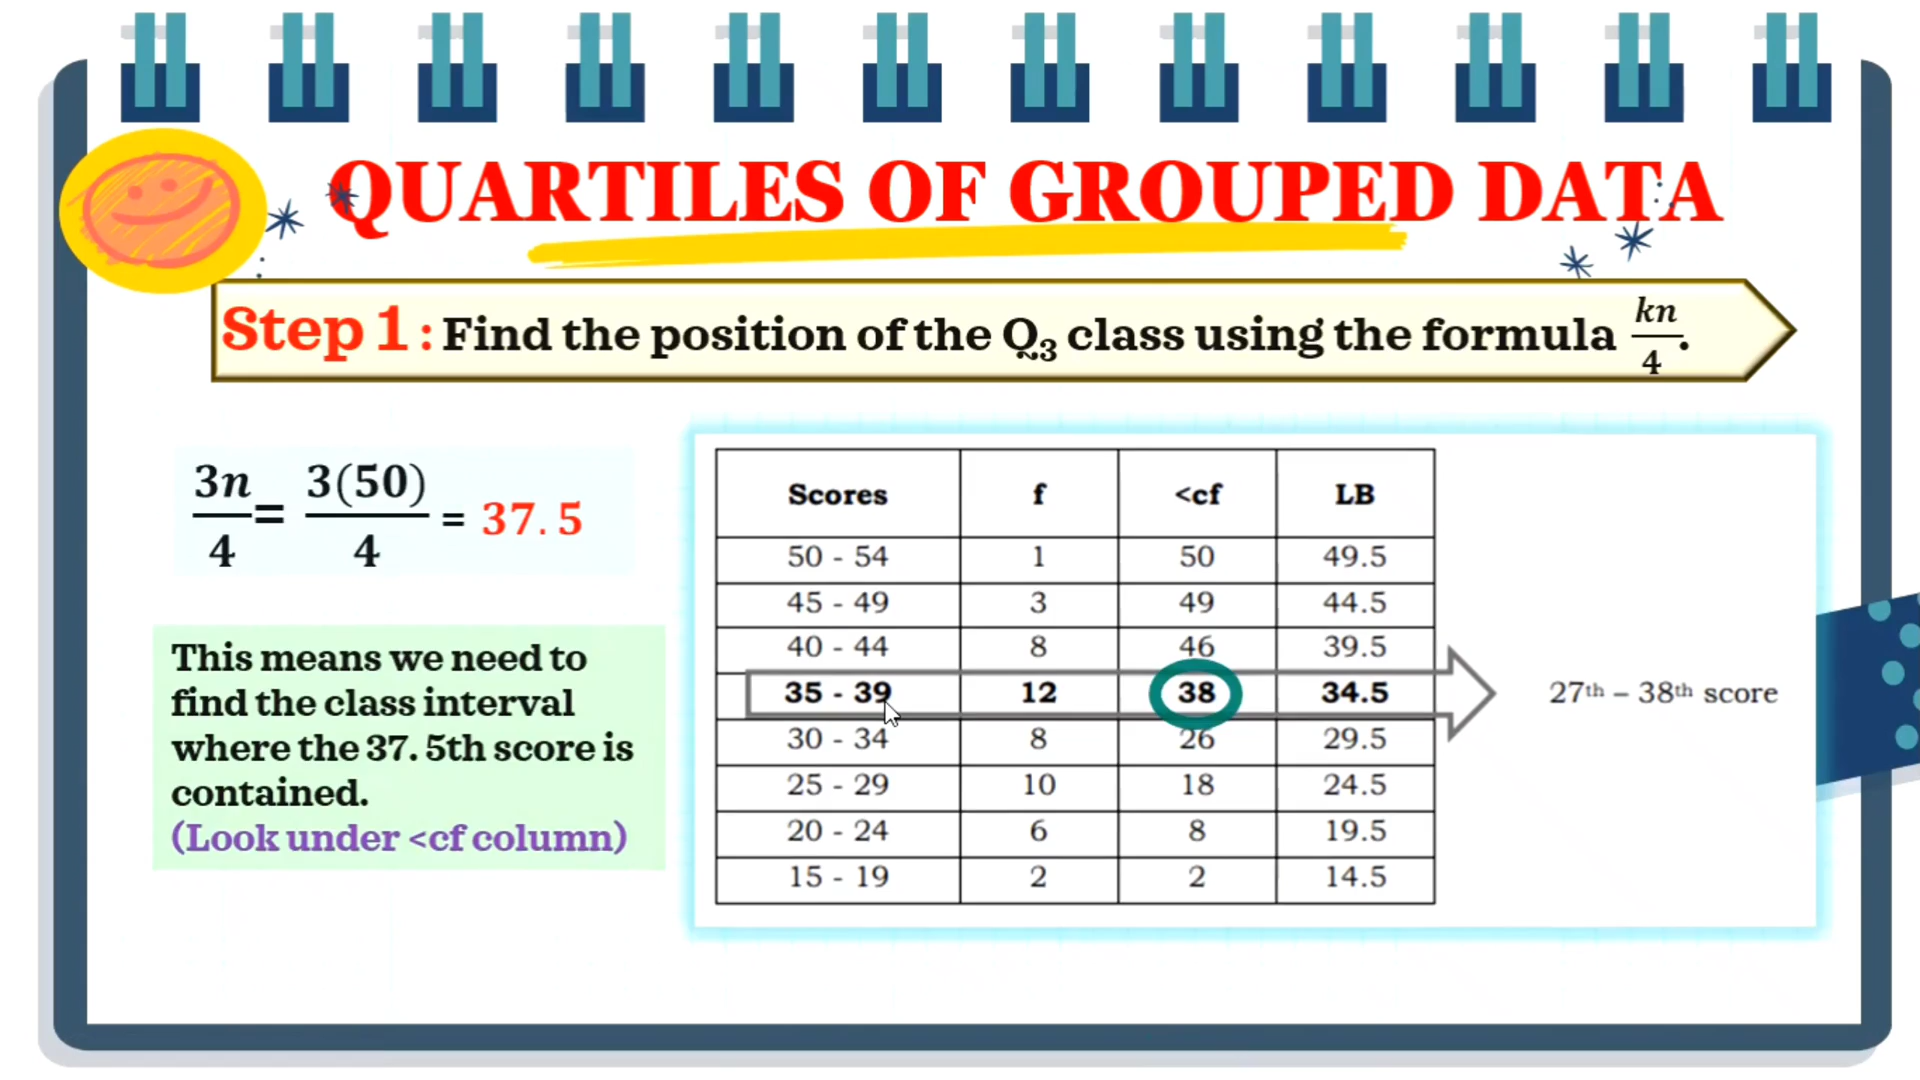 QUARTILES OF GROUPED DATA
Step 1: Find the position of the Q₃ class using the formula kn/4.
3n/4 = 3(50)/4 = 37.5
This means we need to
find the class interval
where the 37.5th score is
contained.
(Look under <cf column)
Scores f <cf LB
50 - 54 1 50 49.5
45 - 49 3 49 44.5
40 - 44 8 46 39.5
35 - 39 12 38 34.5 27th – 38th score
30 - 34 8 26 29.5
25 - 29 10 18 24.5
20 - 24 6 8 19.5
15 - 19 2 2 14.5